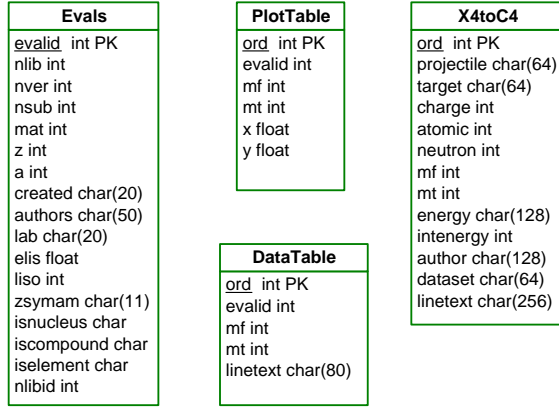 Evals
evalid int PK
nlib int
nver int
nsub int
mat int
z int
a int
created char(20)
authors char(50)
lab char(20)
elis float
liso int
zsymam char(11)
isnucleus char
iscompound char
iselement char
nlibid int
PlotTable
ord int PK
evalid int
mf int
mt int
x float
y float
DataTable
ord int PK
evalid int
mf int
mt int
linetext char(80)
X4toC4
ord int PK
projectile char(64)
target char(64)
charge int
atomic int
neutron int
mf int
mt int
energy char(128)
intenergy int
author char(128)
dataset char(64)
linetext char(256)